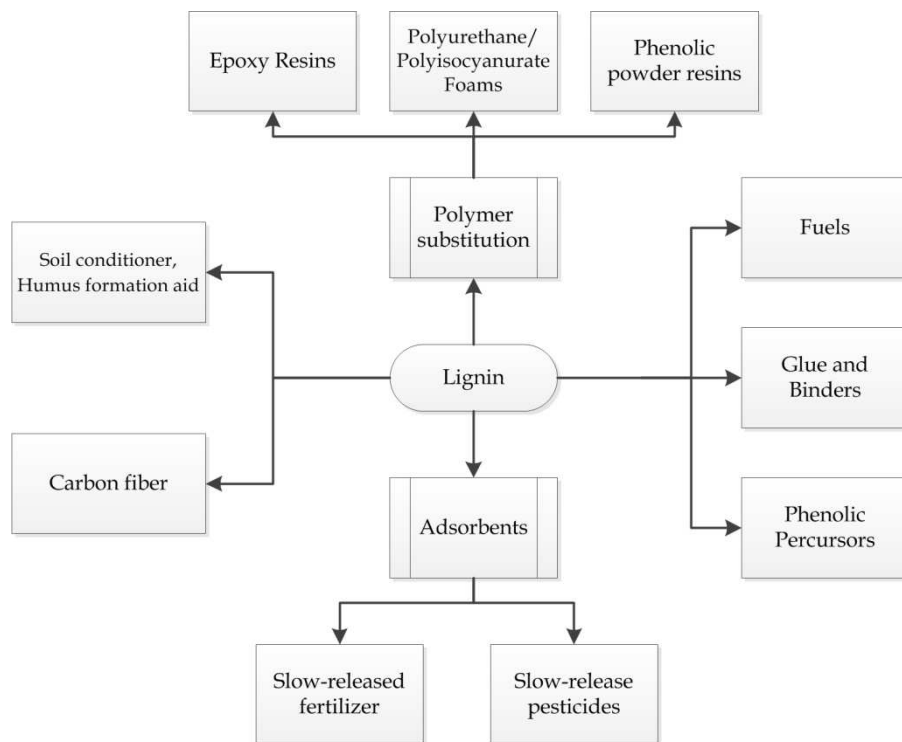 Epoxy Resins
Polyurethane/
Polyisocyanurate
Foams
Phenolic
powder resins
Polymer
substitution
Soil conditioner,
Humus formation aid
Fuels
Lignin
Glue and
Binders
Carbon fiber
Adsorbents
Phenolic
Percursors
Slow-released
fertilizer
Slow-release
pesticides